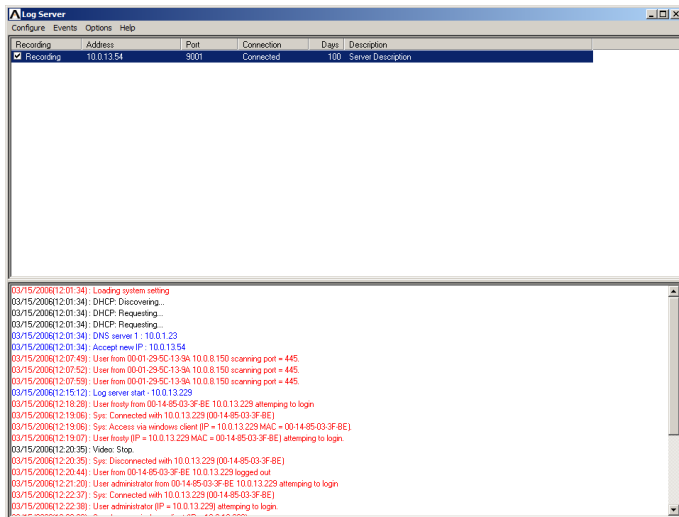 Log Server
Configure Events Options Help
Recording Address Port Connection Days Description
Recording 10.0.13.54 9001 Connected 100 Server Description
03/15/2006(12:01:34) : Loading system setting
03/15/2006(12:01:34) : DHCP: Discovering...
03/15/2006(12:01:34) : DHCP: Requesting...
03/15/2006(12:01:34) : DHCP: Requesting...
03/15/2006(12:01:34) : DNS server 1 : 10.0.1.23
03/15/2006(12:01:34) : Accept new IP : 10.0.13.54
03/15/2006(12:07:49) : User from 00-01-29-5C-13-9A 10.0.8.150 scanning port = 445.
03/15/2006(12:07:52) : User from 00-01-29-5C-13-9A 10.0.8.150 scanning port = 445.
03/15/2006(12:07:59) : User from 00-01-29-5C-13-9A 10.0.8.150 scanning port = 445.
03/15/2006(12:15:12) : Log server start - 10.0.13.229
03/15/2006(12:18:28) : User frosty from 00-14-85-03-3F-BE 10.0.13.229 attemping to login
03/15/2006(12:19:06) : Sys: Connected with 10.0.13.229 (00-14-85-03-3F-BE)
03/15/2006(12:19:06) : Sys: Access via windows client (IP = 10.0.13.229 MAC = 00-14-85-03-3F-BE).
03/15/2006(12:19:07) : User frosty (IP = 10.0.13.229 MAC = 00-14-85-03-3F-BE) attemping to login.
03/15/2006(12:20:35) : Video: Stop.
03/15/2006(12:20:35) : Sys: Disconnected with 10.0.13.229 (00-14-85-03-3F-BE)
03/15/2006(12:20:44) : User from 00-14-85-03-3F-BE 10.0.13.229 logged out
03/15/2006(12:21:20) : User administrator from 00-14-85-03-3F-BE 10.0.13.229 attemping to login
03/15/2006(12:22:37) : Sys: Connected with 10.0.13.229 (00-14-85-03-3F-BE)
03/15/2006(12:22:38) : User administrator (IP = 10.0.13.229) attemping to login.